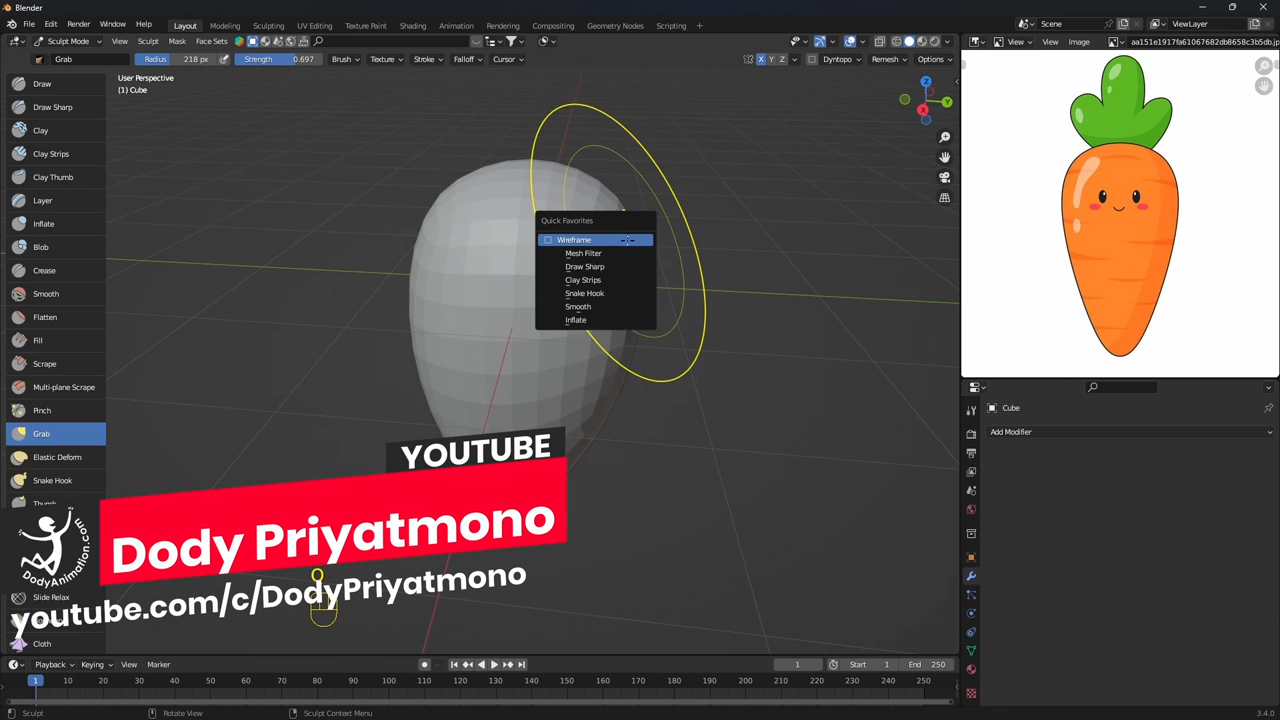 Blender
File Edit Render Window Help
Layout Modeling Sculpting UV Editing Texture Paint Shading Animation Rendering Compositing Geometry Nodes Scripting +
Scene
ViewLayer
Sculpt Mode View Sculpt Mask Face Sets
View View Image aa151e1917fa61067682db8658c3b5db.jp
Grab
Radius 218 px Strength 0.697 Brush Texture Stroke Falloff Cursor
X Y Z Dyntopo Remesh Options
User Perspective
(1) Cube
Z
Y
X
Draw
Draw Sharp
Clay
Clay Strips
Clay Thumb
Layer
Inflate
Blob
Crease
Smooth
Flatten
Fill
Scrape
Multi-plane Scrape
Pinch
Grab
Elastic Deform
Snake Hook
Slide Relax
Cloth
Quick Favorites
Wireframe
Mesh Filter
Draw Sharp
Clay Strips
Snake Hook
Smooth
Inflate
Cube
Add Modifier
YOUTUBE
Dody Priyatmono
youtube.com/c/DodyPriyatmono
DodyAnimation.com
Q
Playback Keying View Marker
1 Start 1 End 250
1 10 20 30 40 50 60 70 80 90 100 110 120 130 140 150 160 170 180 190 200 210 220 230 240 250
Sculpt Rotate View Sculpt Context Menu
3.4.0